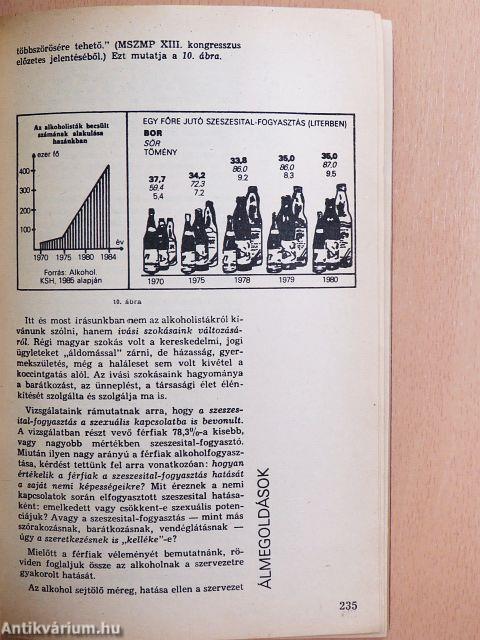 többszörösére tehető." (MSZMP XIII. kongresszus
előzetes jelentéséből.) Ezt mutatja a 10. ábra.
Az alkoholisták becsült
számának alakulása
hazánkban
ezer fő
400
300
200
100
év
1970 1975 1980 1984
Forrás: Alkohol.
KSH, 1985 alapján
EGY FŐRE JUTÓ SZESZESITAL-FOGYASZTÁS (LITERBEN)
BOR
SÖR
TÖMÉNY
37,7
59.4
5,4
34,2
72.3
7.2
33,8
86,0
9.2
35,0
86,0
8.3
35,0
87,0
9,5
1970 1975 1978 1979 1980
10. ábra
Itt és most írásunkban nem az alkoholistákról kí-
vánunk szólni, hanem ivási szokásaink változásá-
ról. Régi magyar szokás volt a kereskedelmi, jogi
ügyleteket „áldomással" zárni, de házasság, gyer-
mekszületés, még a haláleset sem volt kivétel a
koccintgatás alól. Az ivási szokásaink hagyománya
a barátkozást, az ünneplést, a társasági élet élén-
kítését szolgálta és szolgálja ma is.
Vizsgálataink rámutatnak arra, hogy a szeszes-
ital-fogyasztás a szexuális kapcsolatba is bevonult.
A vizsgálatban részt vevő férfiak 78,3%-a kisebb,
vagy nagyobb mértékben szeszesital-fogyasztó.
Miután ilyen nagy arányú a férfiak alkoholfogyasz-
tása, kérdést tettünk fel arra vonatkozóan: hogyan
értékelik a férfiak a szeszesital-fogyasztás hatását
a saját nemi képességeikre? Mit éreznek a nemi
kapcsolatok során elfogyasztott szeszesital hatása-
ként: emelkedett vagy csökkent-e szexuális poten-
ciájuk? Avagy a szeszesital-fogyasztás — mint más
szórakozásnak, barátkozásnak, vendéglátásnak —
úgy a szeretkezésnek is „kelléke"-e?
Mielőtt a férfiak véleményét bemutatnánk, rö-
viden foglaljuk össze az alkoholnak a szervezetre
gyakorolt hatását.
Az alkohol sejtölő méreg, hatása ellen a szervezet
ÁLMEGOLDÁSOK
235
Antikvárium.hu